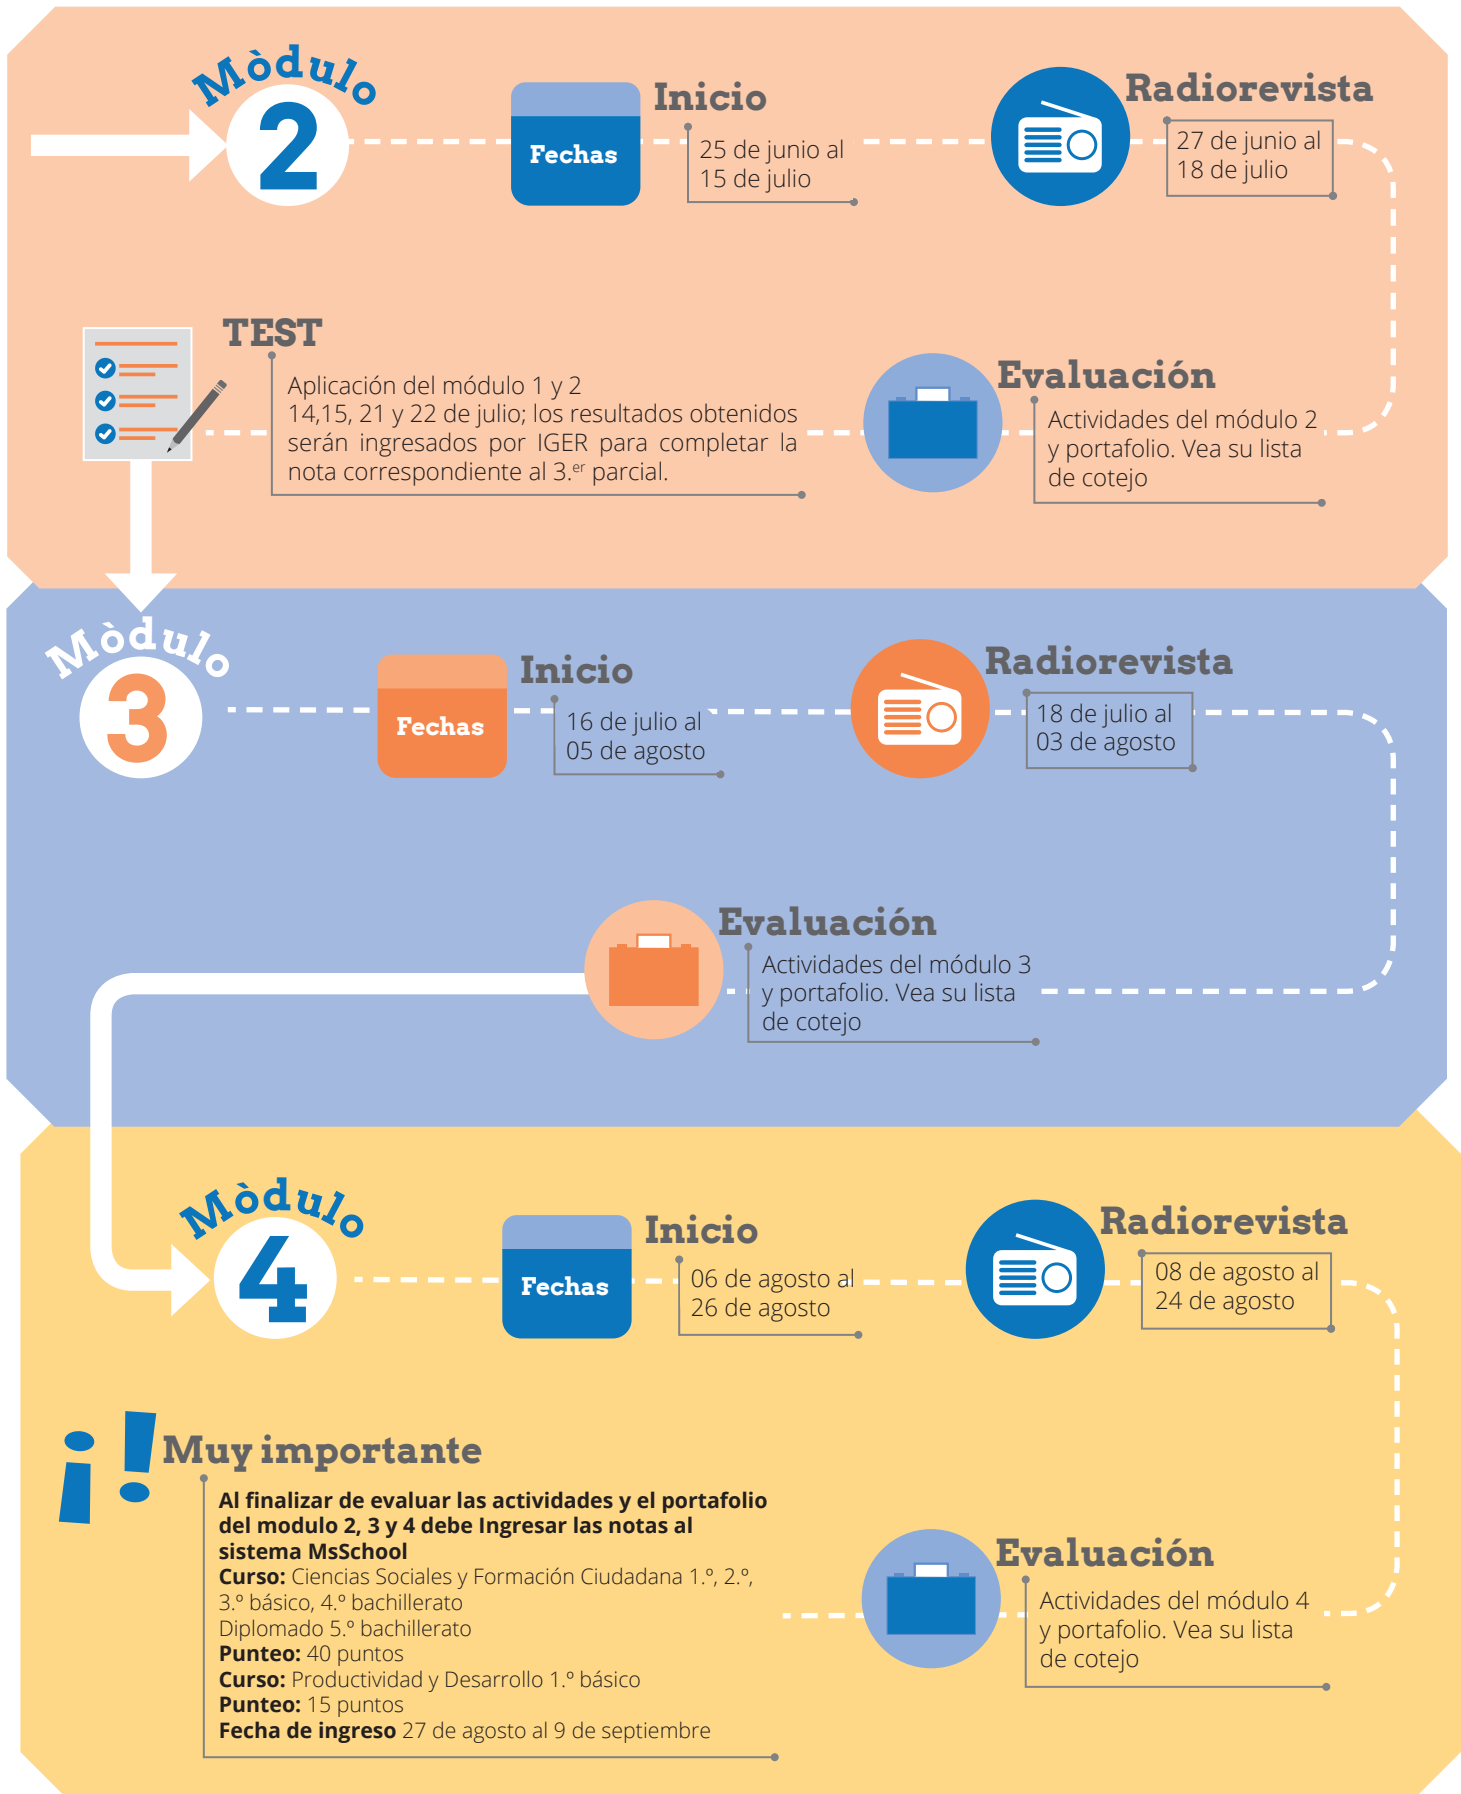 Mòdulo
2
Fechas
Inicio
25 de junio al
15 de julio
Radiorevista
27 de junio al
18 de julio
Evaluación
Actividades del módulo 2
y portafolio. Vea su lista
de cotejo
TEST
Aplicación del módulo 1 y 2
14,15, 21 y 22 de julio; los resultados obtenidos
serán ingresados por IGER para completar la
nota correspondiente al 3.er parcial.
Mòdulo
3
Fechas
Inicio
16 de julio al
05 de agosto
Radiorevista
18 de julio al
03 de agosto
Evaluación
Actividades del módulo 3
y portafolio. Vea su lista
de cotejo
Mòdulo
4
Fechas
Inicio
06 de agosto al
26 de agosto
Radiorevista
08 de agosto al
24 de agosto
Evaluación
Actividades del módulo 4
y portafolio. Vea su lista
de cotejo
¡!
Muy importante
Al finalizar de evaluar las actividades y el portafolio
del modulo 2, 3 y 4 debe Ingresar las notas al
sistema MsSchool
Curso: Ciencias Sociales y Formación Ciudadana 1.º, 2.º,
3.º básico, 4.º bachillerato
Diplomado 5.º bachillerato
Punteo: 40 puntos
Curso: Productividad y Desarrollo 1.º básico
Punteo: 15 puntos
Fecha de ingreso 27 de agosto al 9 de septiembre